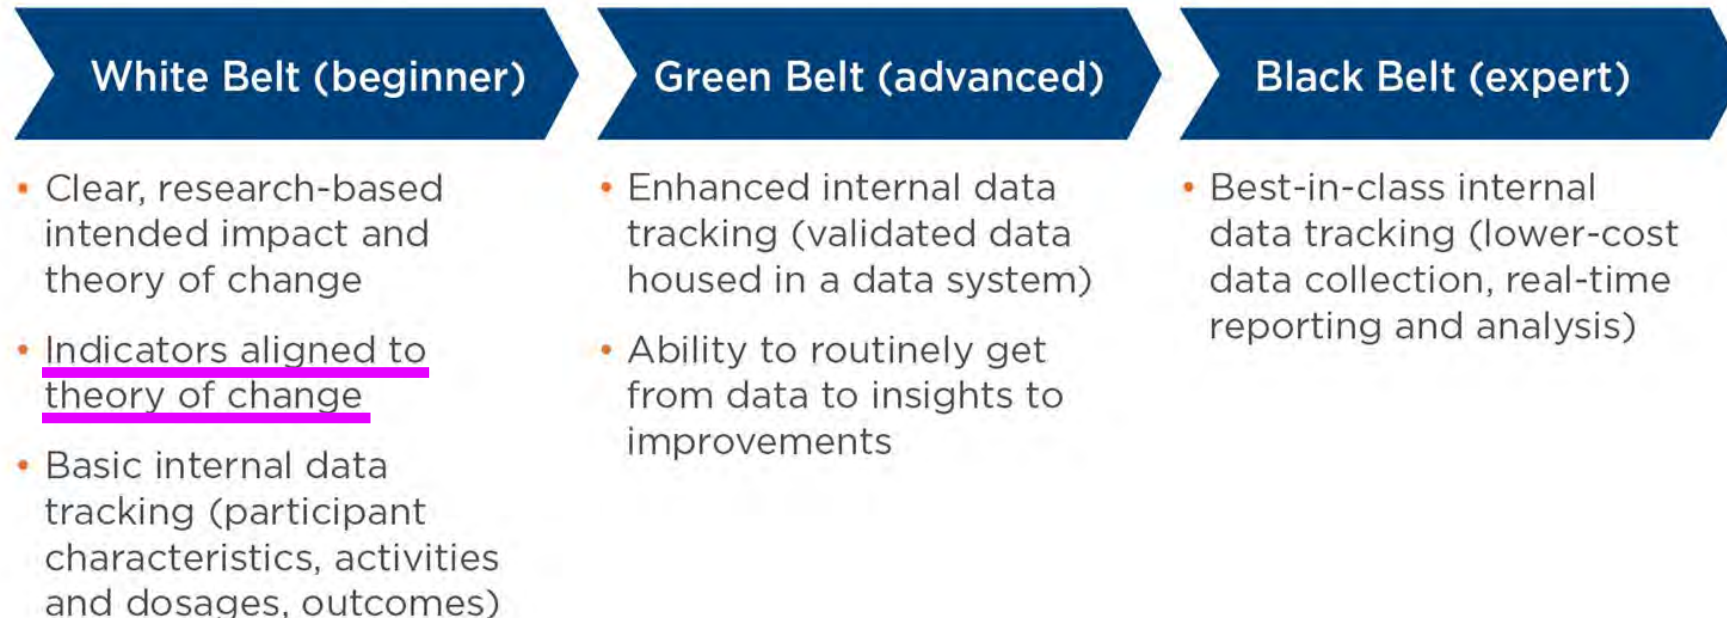 White Belt (beginner)
• Clear, research-based
intended impact and
theory of change
• Indicators aligned to
theory of change
• Basic internal data
tracking (participant
characteristics, activities
and dosages, outcomes)
Green Belt (advanced)
• Enhanced internal data
tracking (validated data
housed in a data system)
• Ability to routinely get
from data to insights to
improvements
Black Belt (expert)
• Best-in-class internal
data tracking (lower-cost
data collection, real-time
reporting and analysis)